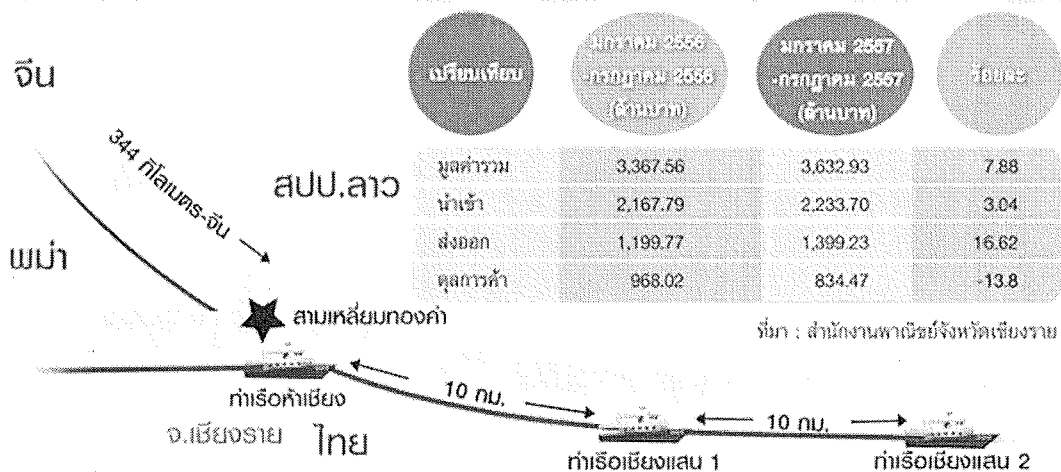 เปรียบเทียบ
มกราคม 2556
-กรกฎาคม 2556
(ล้านบาท)
มกราคม 2557
-กรกฎาคม 2557
(ล้านบาท)
ร้อยละ
มูลค่ารวม 3,367.56 3,632.93 7.88
นำเข้า 2,167.79 2,233.70 3.04
ส่งออก 1,199.77 1,399.23 16.62
ดุลการค้า 968.02 834.47 -13.8
ที่มา : สำนักงานพาณิชย์จังหวัดเชียงราย
จีน
344 กิโลเมตร-จีน
สปป.ลาว
พม่า
สามเหลี่ยมทองคำ
ท่าเรือห้าเชียง
จ.เชียงราย ไทย
10 กม.
10 กม.
ท่าเรือเชียงแสน 1
ท่าเรือเชียงแสน 2